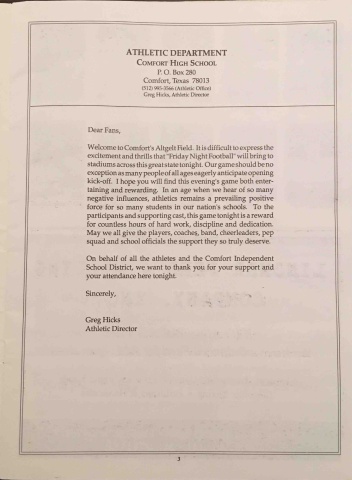 ATHLETIC DEPARTMENT
COMFORT HIGH SCHOOL
P. O. Box 280
Comfort, Texas 78013
(512) 995-3566 (Athletic Office)
Greg Hicks, Athletic Director
Dear Fans,
Welcome to Comfort's Altgelt Field. It is difficult to express the
excitement and thrills that "Friday Night Football" will bring to
stadiums across this great state tonight. Our game should be no
exception as many people of all ages eagerly anticipate opening
kick-off. I hope you will find this evening's game both enter-
taining and rewarding. In an age when we hear of so many
negative influences, athletics remains a prevailing positive
force for so many students in our nation's schools. To the
participants and supporting cast, this game tonight is a reward
for countless hours of hard work, discipline and dedication.
May we all give the players, coaches, band, cheerleaders, pep
squad and school officials the support they so truly deserve.
On behalf of all the athletes and the Comfort Independent
School District, we want to thank you for your support and
your attendance here tonight.
Sincerely,
Greg Hicks
Athletic Director
3